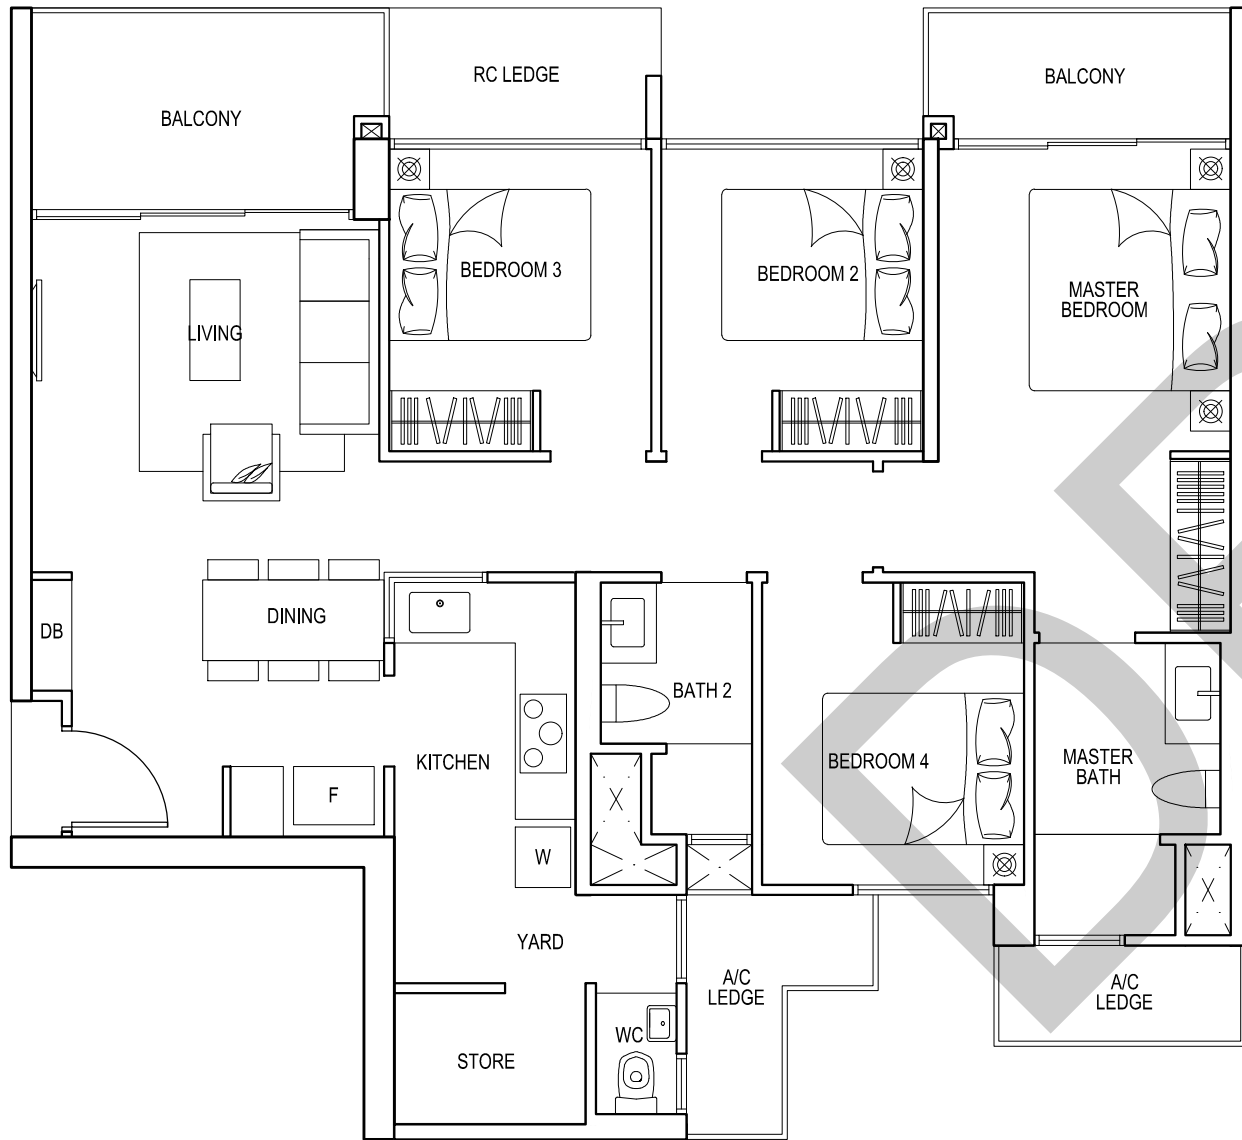 RC LEDGE
BALCONY
BALCONY
BEDROOM 3
BEDROOM 2
MASTER
BEDROOM
LIVING
DINING
DB
BATH 2
KITCHEN
BEDROOM 4
MASTER
BATH
F
X
W
X
YARD
A/C
LEDGE
A/C
LEDGE
WC
STORE